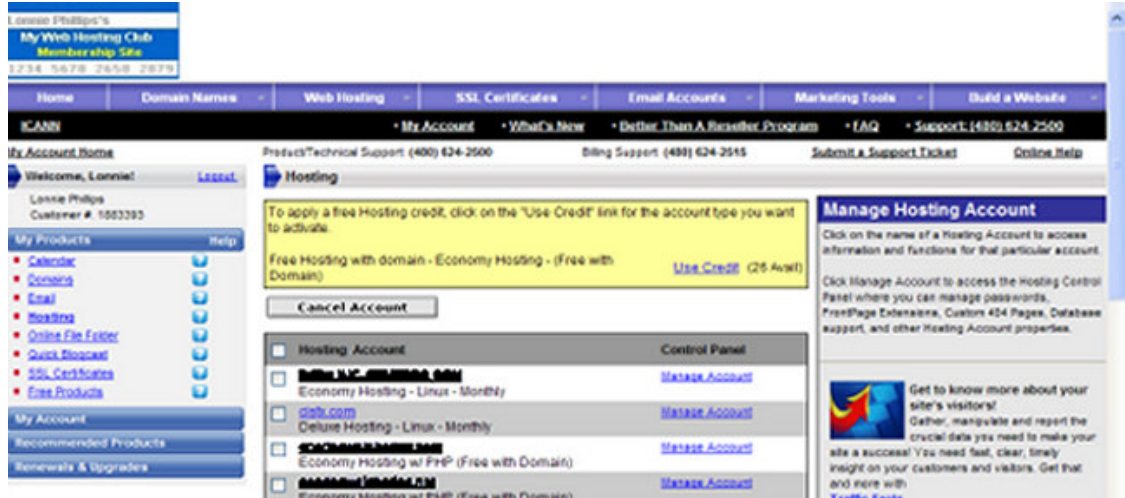 Lonnie Phillips's
My Web Hosting Club
Membership Site
1234 5678 2658 2879
Home
Domain Names
Web Hosting
SSL Certificates
Email Accounts
Marketing Tools
Build a Website
ICANN
• My Account
• What's New
• Better Than A Reseller Program
• FAQ
• Support: (480) 624-2500
My Account Home
Product/Technical Support: (480) 624-2500
Billing Support: (480) 624-2515
Submit a Support Ticket
Online Help
Welcome, Lonnie!
Logout
Lonnie Phillips
Customer #: 1883393
My Products
Help
Calendar
Domains
Email
Hosting
Online File Folder
Quick Blogcast
SSL Certificates
Free Products
My Account
Recommended Products
Renewals & Upgrades
Hosting
To apply a free Hosting credit, click on the "Use Credit" link for the account type you want
to activate.
Free Hosting with domain - Economy Hosting - (Free with
Domain)
Use Credit (26 Avail)
Cancel Account
Hosting Account
Control Panel
Manage Account
Economy Hosting - Linux - Monthly
Manage Account
Deluxe Hosting - Linux - Monthly
Manage Account
Economy Hosting w/ PHP (Free with Domain)
Manage Account
Economy Hosting w/ PHP (Free with Domain)
Manage Hosting Account
Click on the name of a Hosting Account to access
information and functions for that particular account.
Click Manage Account to access the Hosting Control
Panel where you can manage passwords,
FrontPage Extensions, Custom 404 Pages, Database
support, and other Hosting Account properties.
Get to know more about your
site's visitors!
Gather, manipulate and report the
crucial data you need to make your
site a success! You need fast, clear, timely
insight on your customers and visitors. Get that
and more with
Traffic Facts